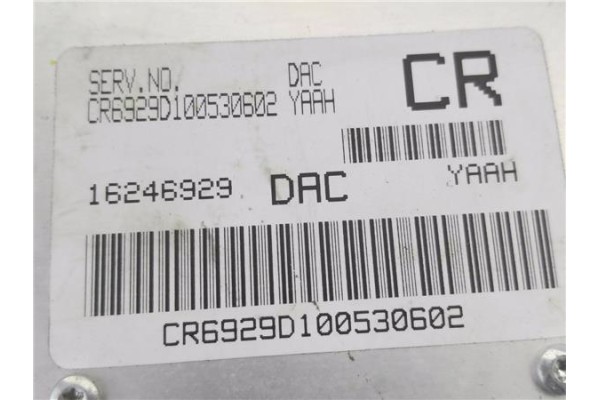 SERV.NO. DAC CR
CR6929D100530602 YAAH
16246929 DAC YAAH
CR6929D100530602